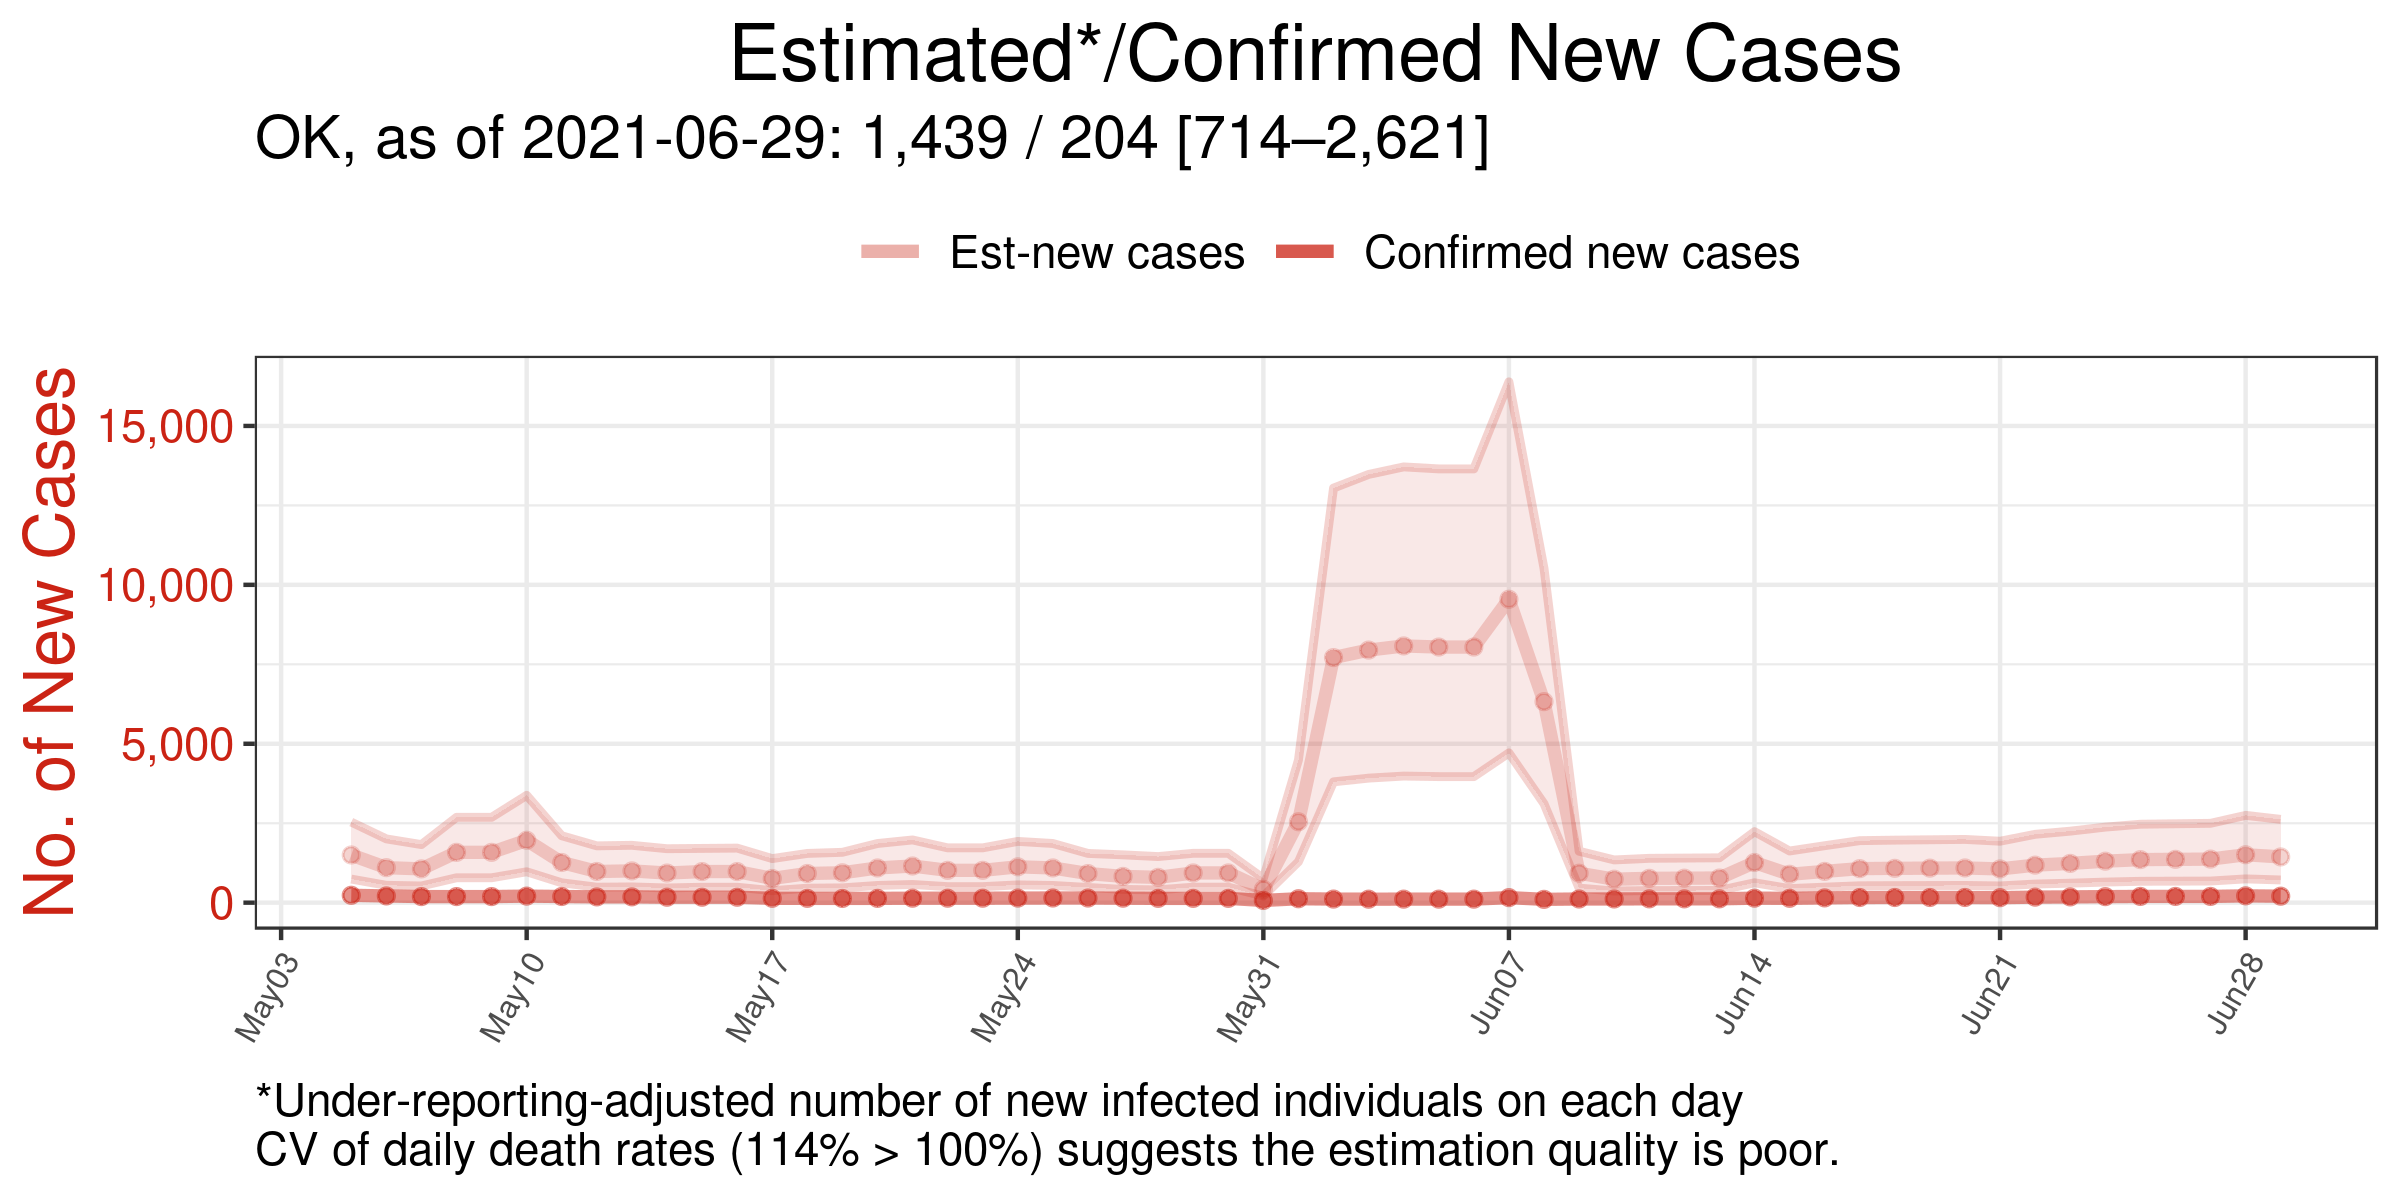 Estimated*/Confirmed New Cases
OK, as of 2021-06-29: 1,439 / 204 [714–2,621]
Est-new cases
Confirmed new cases
No. of New Cases
15,000
10,000
5,000
0
May03
May10
May17
May24
May31
Jun07
Jun14
Jun21
Jun28
*Under-reporting-adjusted number of new infected individuals on each day
CV of daily death rates (114% > 100%) suggests the estimation quality is poor.